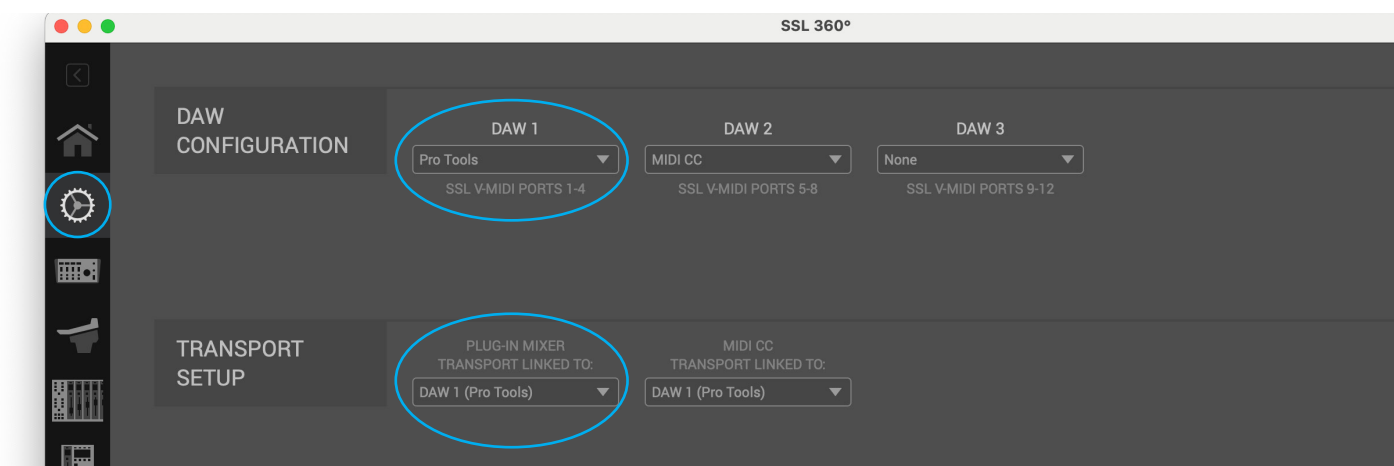 SSL 360°
DAW
CONFIGURATION
DAW 1
DAW 2
DAW 3
Pro Tools
MIDI CC
None
SSL V-MIDI PORTS 1-4
SSL V-MIDI PORTS 5-8
SSL V-MIDI PORTS 9-12
TRANSPORT
SETUP
PLUG-IN MIXER
TRANSPORT LINKED TO:
DAW 1 (Pro Tools)
MIDI CC
TRANSPORT LINKED TO:
DAW 1 (Pro Tools)